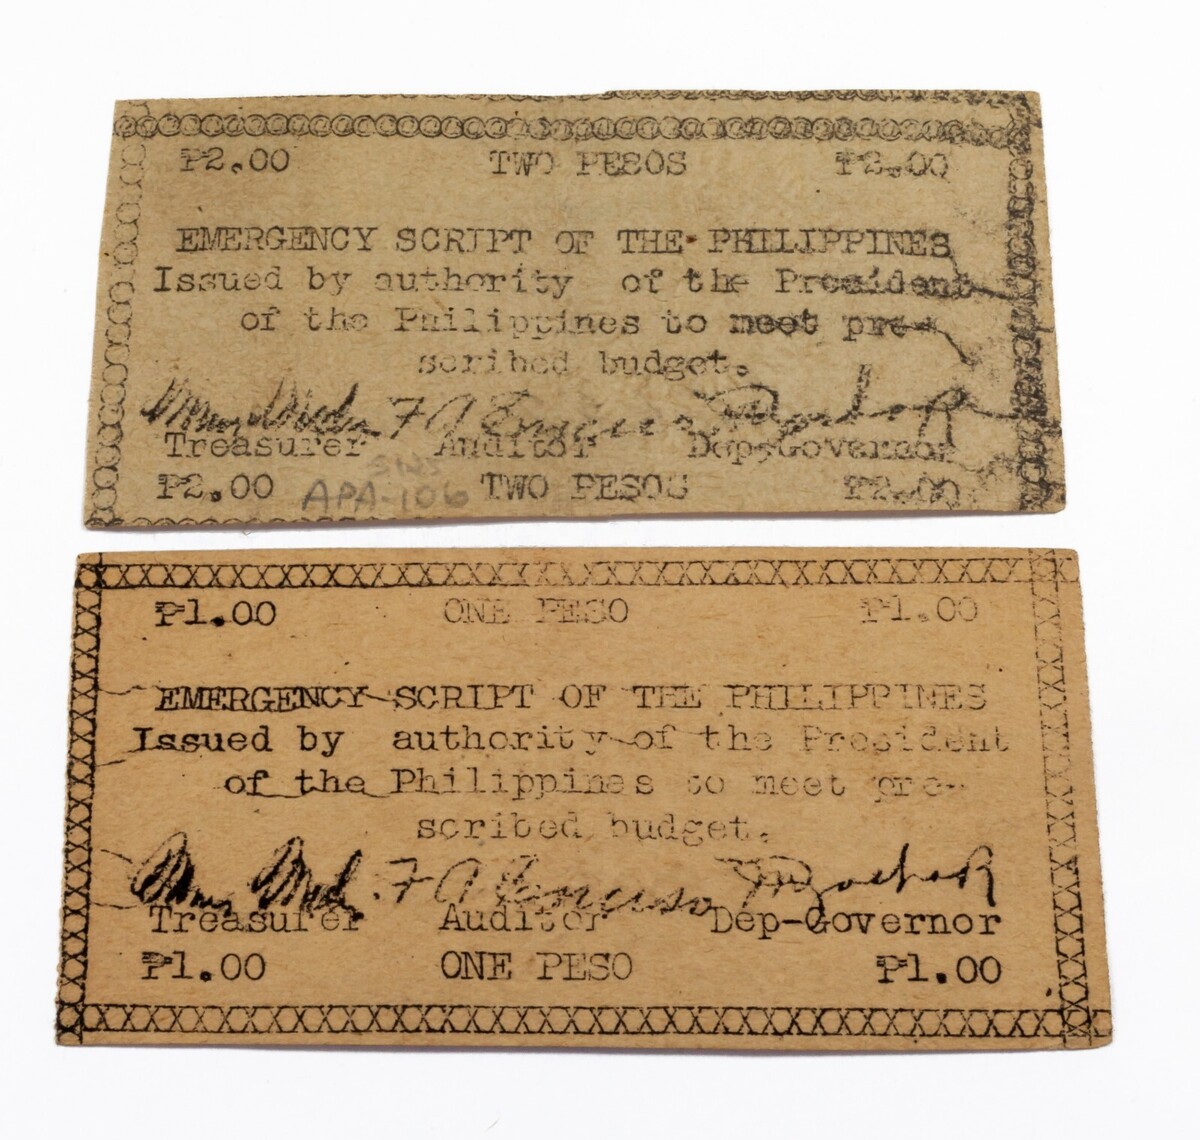 ₱2.00 TWO PESOS ₱2.00
EMERGENCY SCRIPT OF THE PHILIPPINES
Issued by authority of the President
of the Philippines to meet pre-
scribed budget.
Treasurer Auditor Dep-Governor
₱2.00 TWO PESOS ₱2.00
APA-106
₱1.00 ONE PESO ₱1.00
EMERGENCY SCRIPT OF THE PHILIPPINES
Issued by authority of the President
of the Philippines to meet pre-
scribed budget.
F A
Treasurer Auditor Dep-Governor
₱1.00 ONE PESO ₱1.00